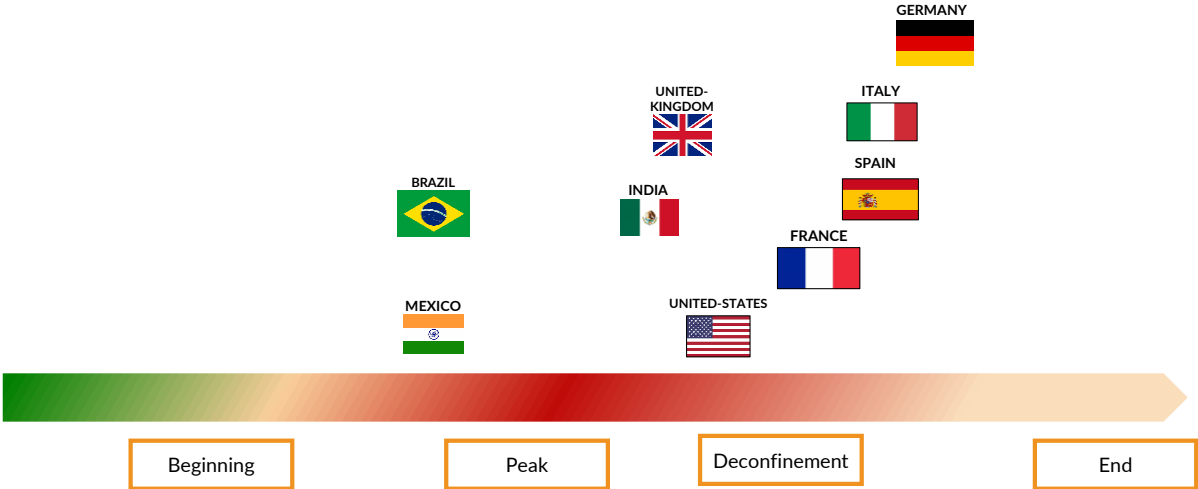 GERMANY
UNITED-
KINGDOM
ITALY
SPAIN
BRAZIL
INDIA
FRANCE
MEXICO
UNITED-STATES
Beginning
Peak
Deconfinement
End